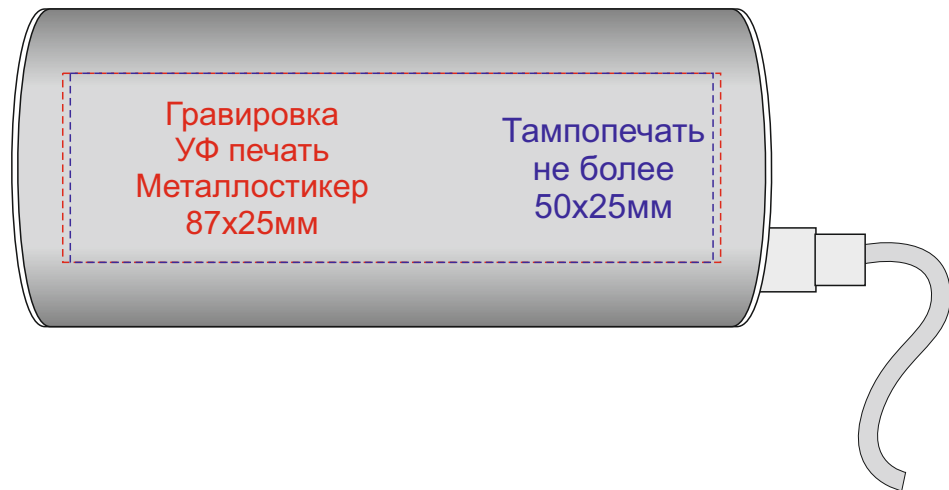 Гравировка
УФ печать
Металлостикер
87х25мм
Тампопечать
не более
50х25мм